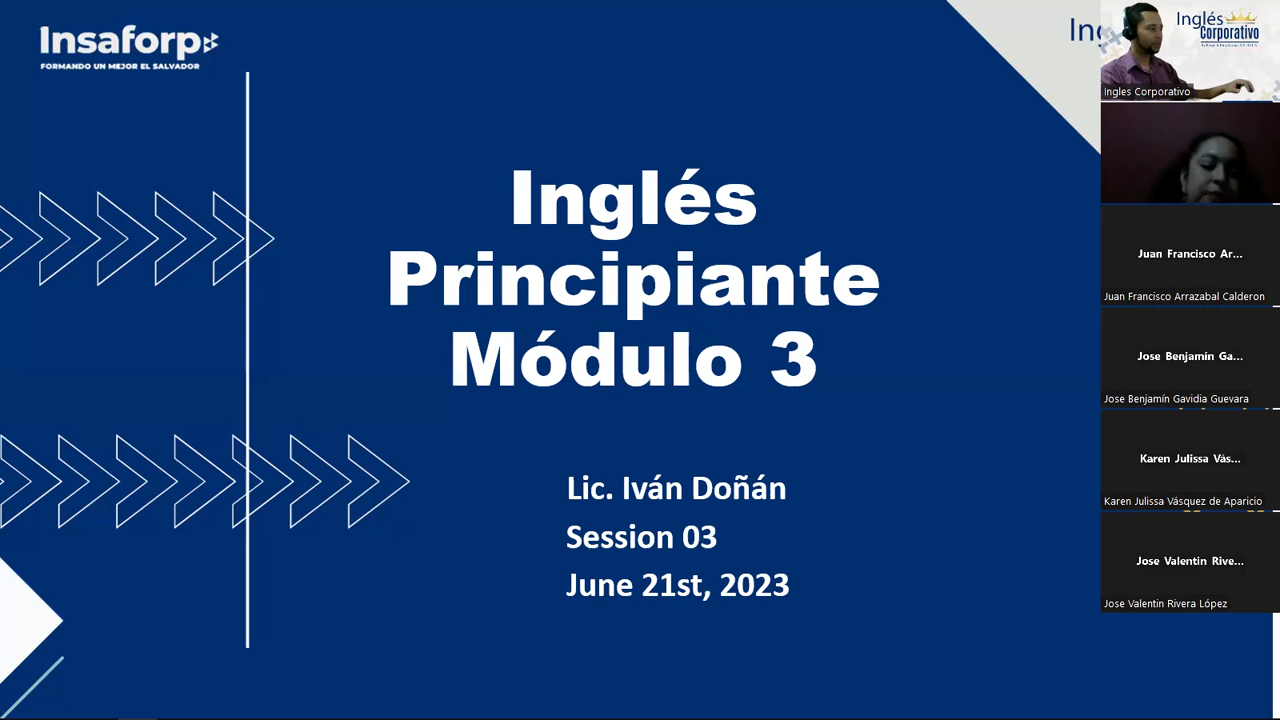 Insaforp
FORMANDO UN MEJOR EL SALVADOR
Inglés
Principiante
Módulo 3
Lic. Iván Doñán
Session 03
June 21st, 2023
Inglés
Corporativo
Ingles Corporativo
Juan Francisco Ar...
Juan Francisco Arrazabal Calderon
Jose Benjamín Ga...
Jose Benjamín Gavidia Guevara
Karen Julissa Vás...
Karen Julissa Vásquez de Aparicio
Jose Valentin Rive...
Jose Valentin Rivera López